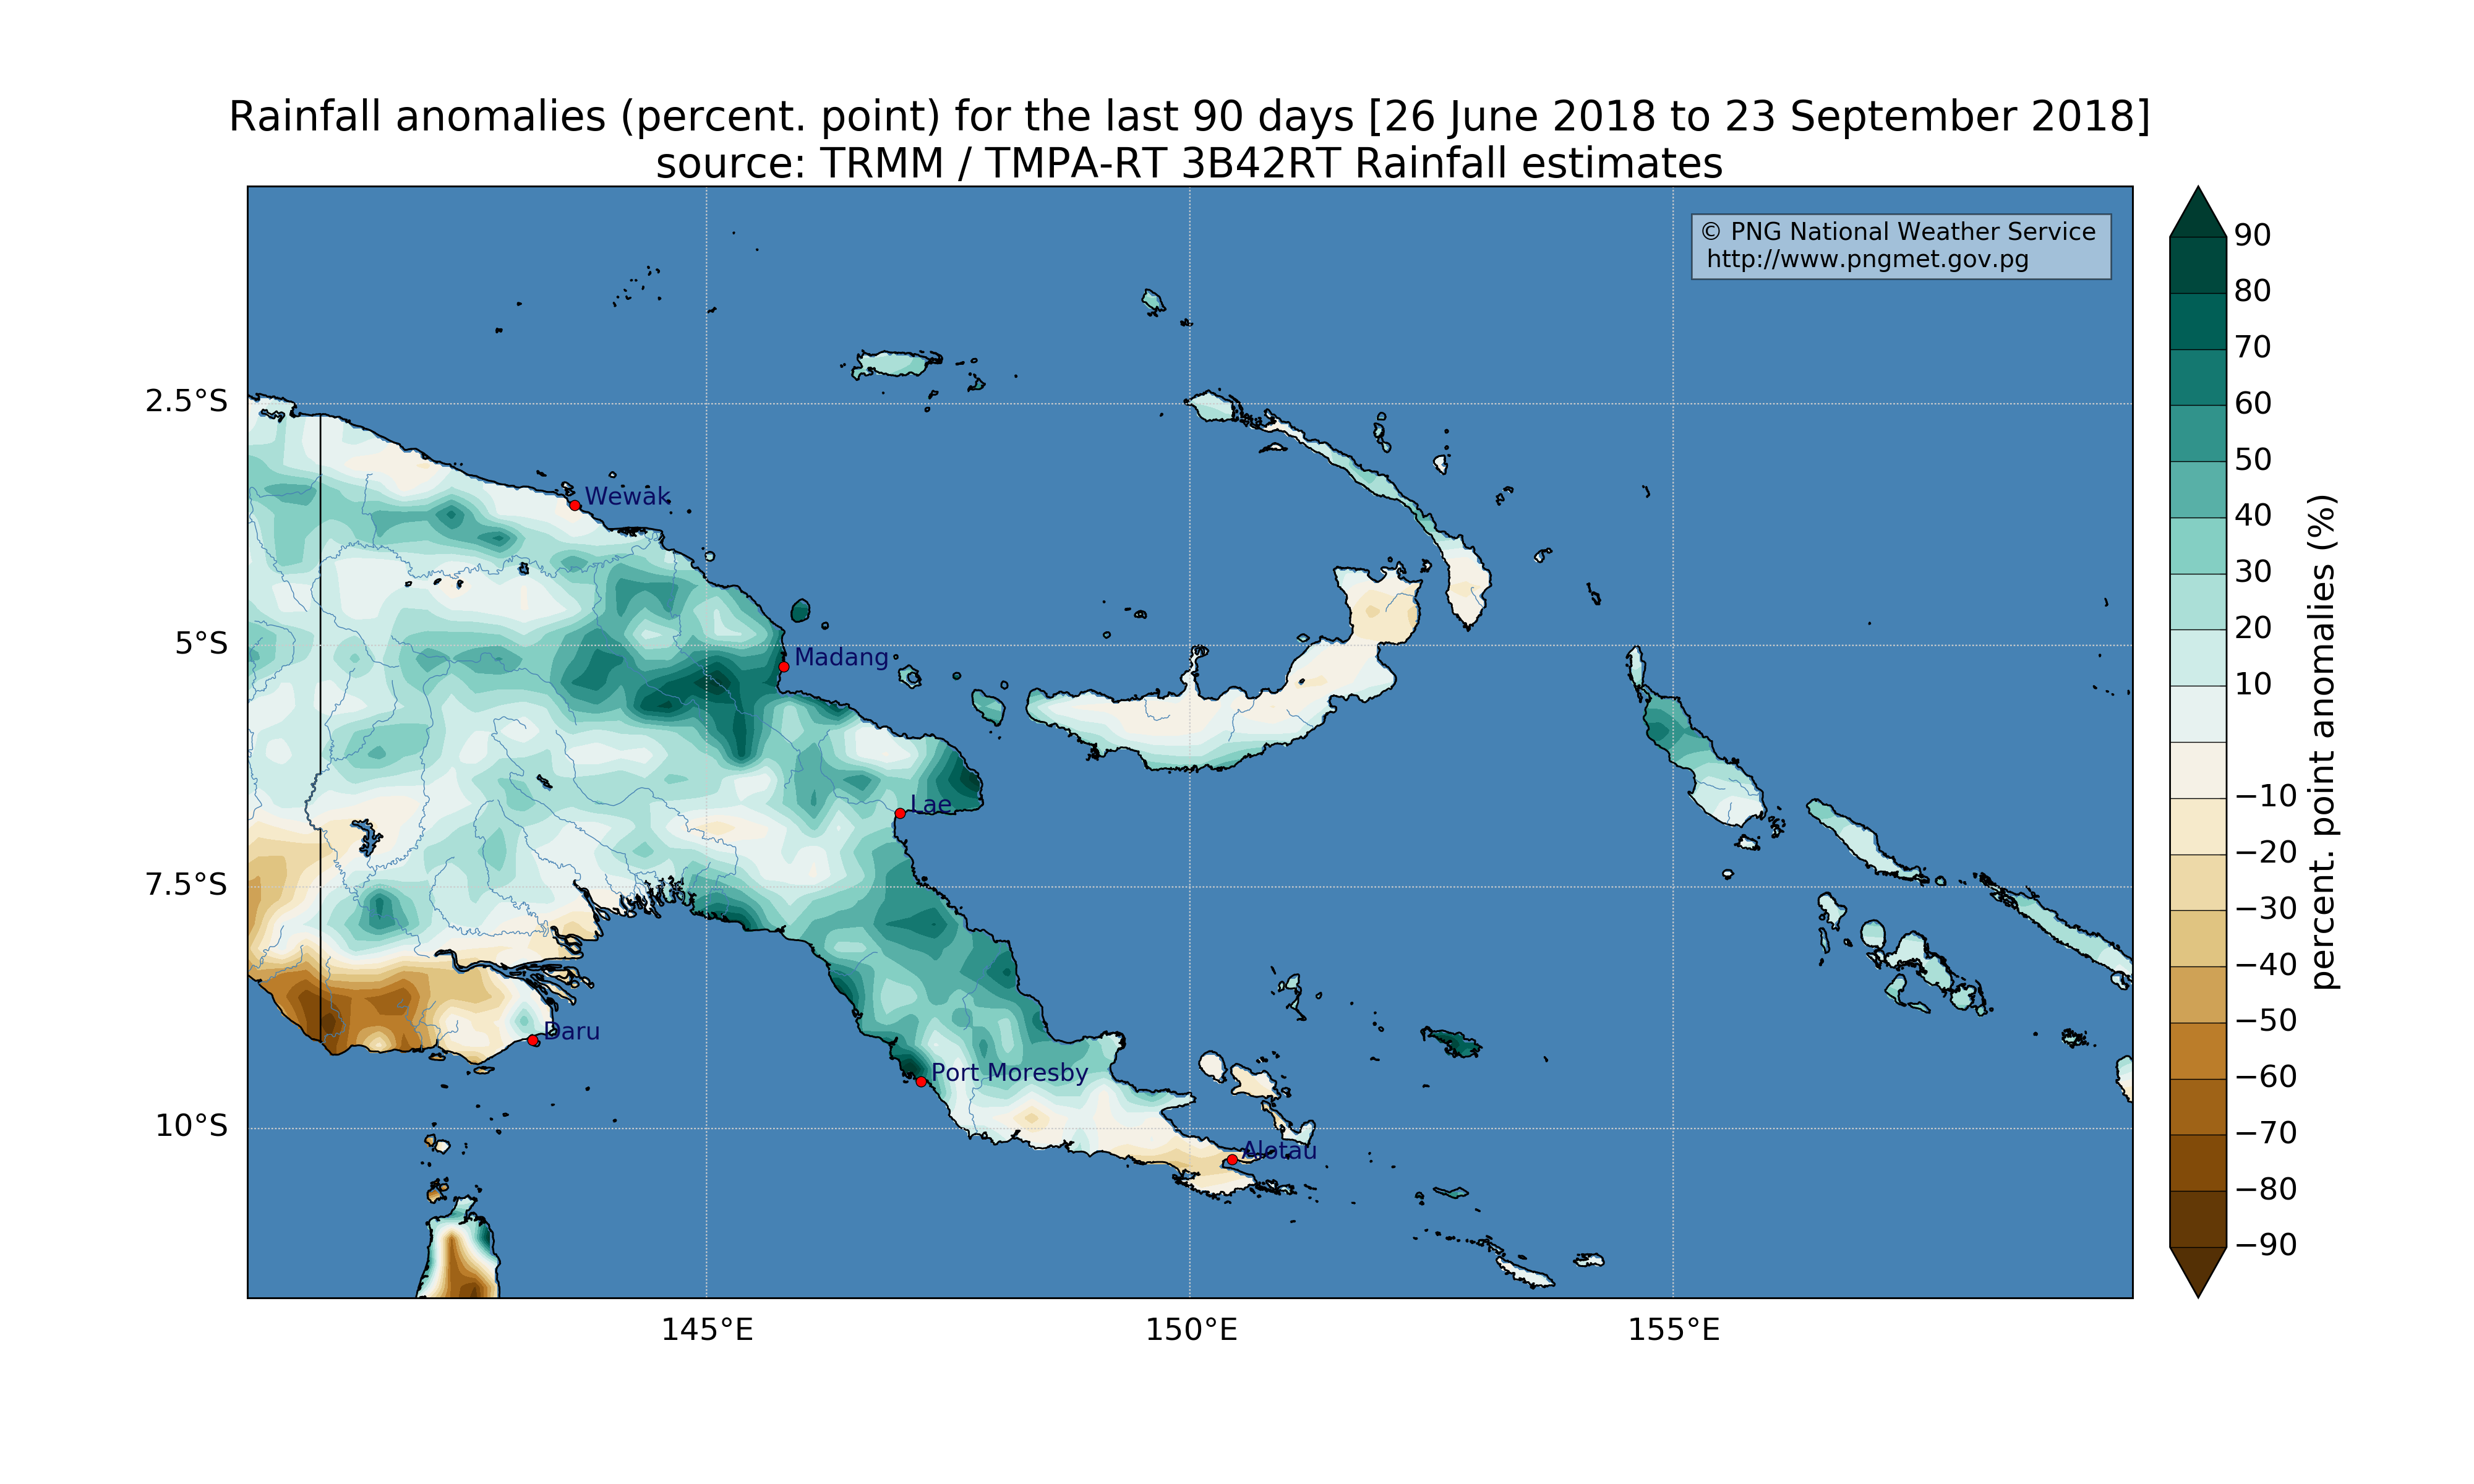 Rainfall anomalies (percent. point) for the last 90 days [26 June 2018 to 23 September 2018]
source: TRMM / TMPA-RT 3B42RT Rainfall estimates
© PNG National Weather Service
http://www.pngmet.gov.pg
2.5°S
5°S
7.5°S
10°S
Wewak
Madang
Lae
Daru
Port Moresby
Alotau
145°E
150°E
155°E
90
80
70
60
50
40
30
20
10
−10
−20
−30
−40
−50
−60
−70
−80
−90
percent. point anomalies (%)